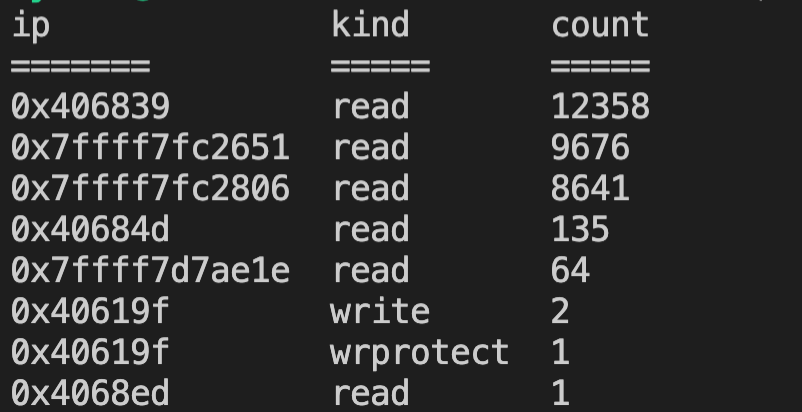 ip kind count
======= ===== =====
0x406839 read 12358
0x7ffff7fc2651 read 9676
0x7ffff7fc2806 read 8641
0x40684d read 135
0x7ffff7d7ae1e read 64
0x40619f write 2
0x40619f wrprotect 1
0x4068ed read 1